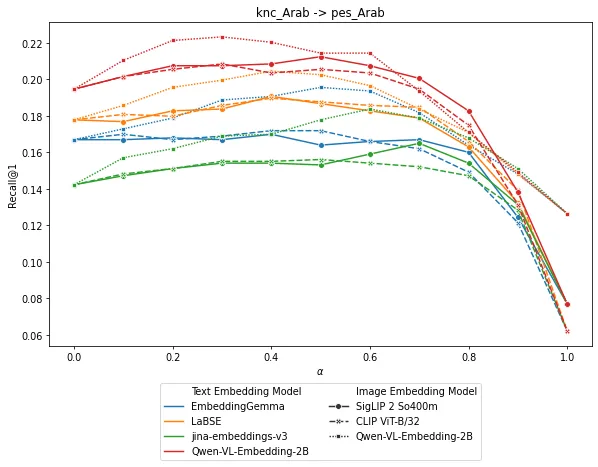 knc_Arab -> pes_Arab
Recall@1
0.22
0.20
0.18
0.16
0.14
0.12
0.10
0.08
0.06
0.0 0.2 0.4 0.6 0.8 1.0
α
Text Embedding Model
EmbeddingGemma
LaBSE
jina-embeddings-v3
Qwen-VL-Embedding-2B
Image Embedding Model
SigLIP 2 So400m
CLIP ViT-B/32
Qwen-VL-Embedding-2B